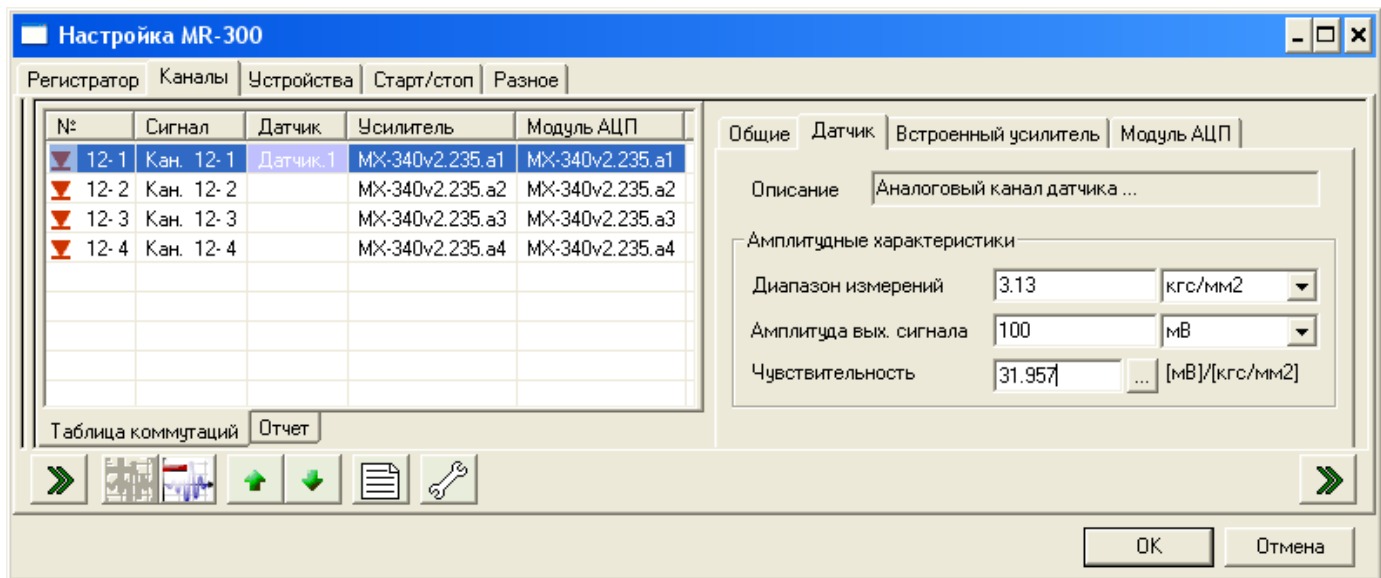 Настройка MR-300
Регистратор Каналы Устройства Старт/стоп Разное
№ Сигнал Датчик Усилитель Модуль АЦП
12- 1 Кан. 12- 1 Датчик.1 MX-340v2.235.a1 MX-340v2.235.a1
12- 2 Кан. 12- 2 MX-340v2.235.a2 MX-340v2.235.a2
12- 3 Кан. 12- 3 MX-340v2.235.a3 MX-340v2.235.a3
12- 4 Кан. 12- 4 MX-340v2.235.a4 MX-340v2.235.a4
Таблица коммутаций Отчет
Общие Датчик Встроенный усилитель Модуль АЦП
Описание Аналоговый канал датчика ...
Амплитудные характеристики
Диапазон измерений 3.13 кгс/мм2
Амплитуда вых. сигнала 100 мВ
Чувствительность 31.957 ... [мВ]/[кгс/мм2]
OK Отмена